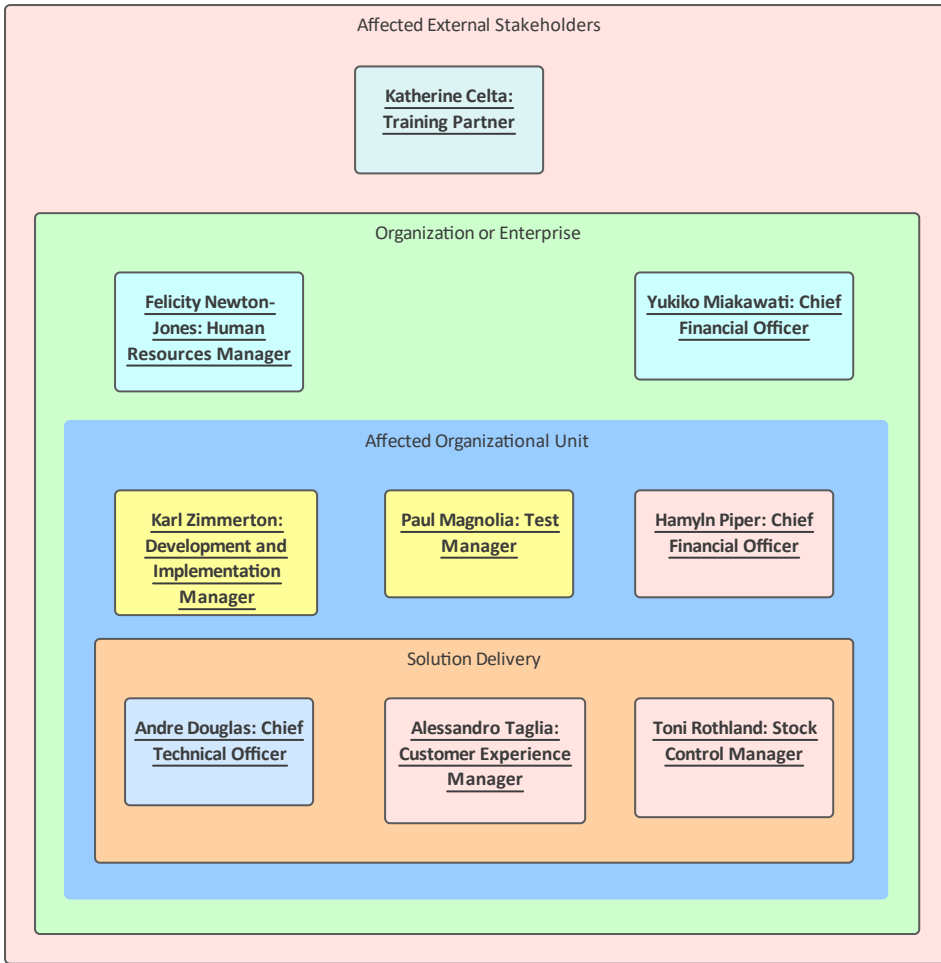 Affected External Stakeholders
Katherine Celta:
Training Partner
Organization or Enterprise
Felicity Newton-
Jones: Human
Resources Manager
Yukiko Miakawati: Chief
Financial Officer
Affected Organizational Unit
Karl Zimmerton:
Development and
Implementation
Manager
Paul Magnolia: Test
Manager
Hamyln Piper: Chief
Financial Officer
Solution Delivery
Andre Douglas: Chief
Technical Officer
Alessandro Taglia:
Customer Experience
Manager
Toni Rothland: Stock
Control Manager